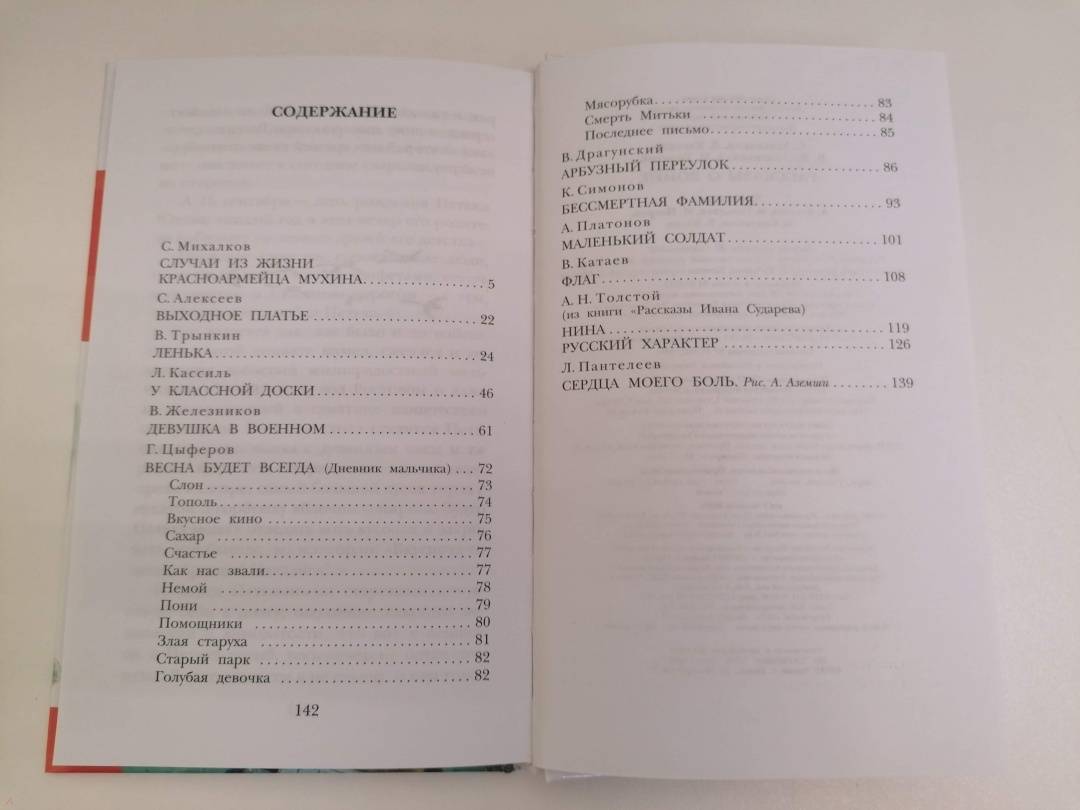 СОДЕРЖАНИЕ
С. Михалков
СЛУЧАИ ИЗ ЖИЗНИ
КРАСНОАРМЕЙЦА МУХИНА. . . . . . . . . . . . . . . . 5
С. Алексеев
ВЫХОДНОЕ ПЛАТЬЕ . . . . . . . . . . . . . . . . . . . . . . 22
В. Трынкин
ЛЕНЬКА . . . . . . . . . . . . . . . . . . . . . . . . . . . . . . . . . . 24
Л. Кассиль
У КЛАССНОЙ ДОСКИ . . . . . . . . . . . . . . . . . . . . . 46
В. Железников
ДЕВУШКА В ВОЕННОМ . . . . . . . . . . . . . . . . . . . 61
Г. Цыферов
ВЕСНА БУДЕТ ВСЕГДА (Дневник мальчика) . . . 72
Слон . . . . . . . . . . . . . . . . . . . . . . . . . . . . . . . . . . 73
Тополь . . . . . . . . . . . . . . . . . . . . . . . . . . . . . . . . 74
Вкусное кино . . . . . . . . . . . . . . . . . . . . . . . . . . 75
Сахар . . . . . . . . . . . . . . . . . . . . . . . . . . . . . . . . . 76
Счастье . . . . . . . . . . . . . . . . . . . . . . . . . . . . . . . 77
Как нас звали. . . . . . . . . . . . . . . . . . . . . . . . . . 77
Немой . . . . . . . . . . . . . . . . . . . . . . . . . . . . . . . . 78
Пони . . . . . . . . . . . . . . . . . . . . . . . . . . . . . . . . . 79
Помощники . . . . . . . . . . . . . . . . . . . . . . . . . . . . 80
Злая старуха . . . . . . . . . . . . . . . . . . . . . . . . . . . 81
Старый парк . . . . . . . . . . . . . . . . . . . . . . . . . . . 82
Голубая девочка . . . . . . . . . . . . . . . . . . . . . . . . 82
142
Мясорубка . . . . . . . . . . . . . . . . . . . . . . . . . . . . . 83
Смерть Митьки . . . . . . . . . . . . . . . . . . . . . . . . . 84
Последнее письмо . . . . . . . . . . . . . . . . . . . . . . . 85
В. Драгунский
АРБУЗНЫЙ ПЕРЕУЛОК . . . . . . . . . . . . . . . . . . . 86
К. Симонов
БЕССМЕРТНАЯ ФАМИЛИЯ. . . . . . . . . . . . . . . . 93
А. Платонов
МАЛЕНЬКИЙ СОЛДАТ . . . . . . . . . . . . . . . . . . . 101
В. Катаев
ФЛАГ . . . . . . . . . . . . . . . . . . . . . . . . . . . . . . . . . . 108
А. Н. Толстой
(из книги «Рассказы Ивана Сударева)
НИНА . . . . . . . . . . . . . . . . . . . . . . . . . . . . . . . . . . 119
РУССКИЙ ХАРАКТЕР . . . . . . . . . . . . . . . . . . . . 126
Л. Пантелеев
СЕРДЦА МОЕГО БОЛЬ. Рис. А. Аземши . . . . . . . . 139